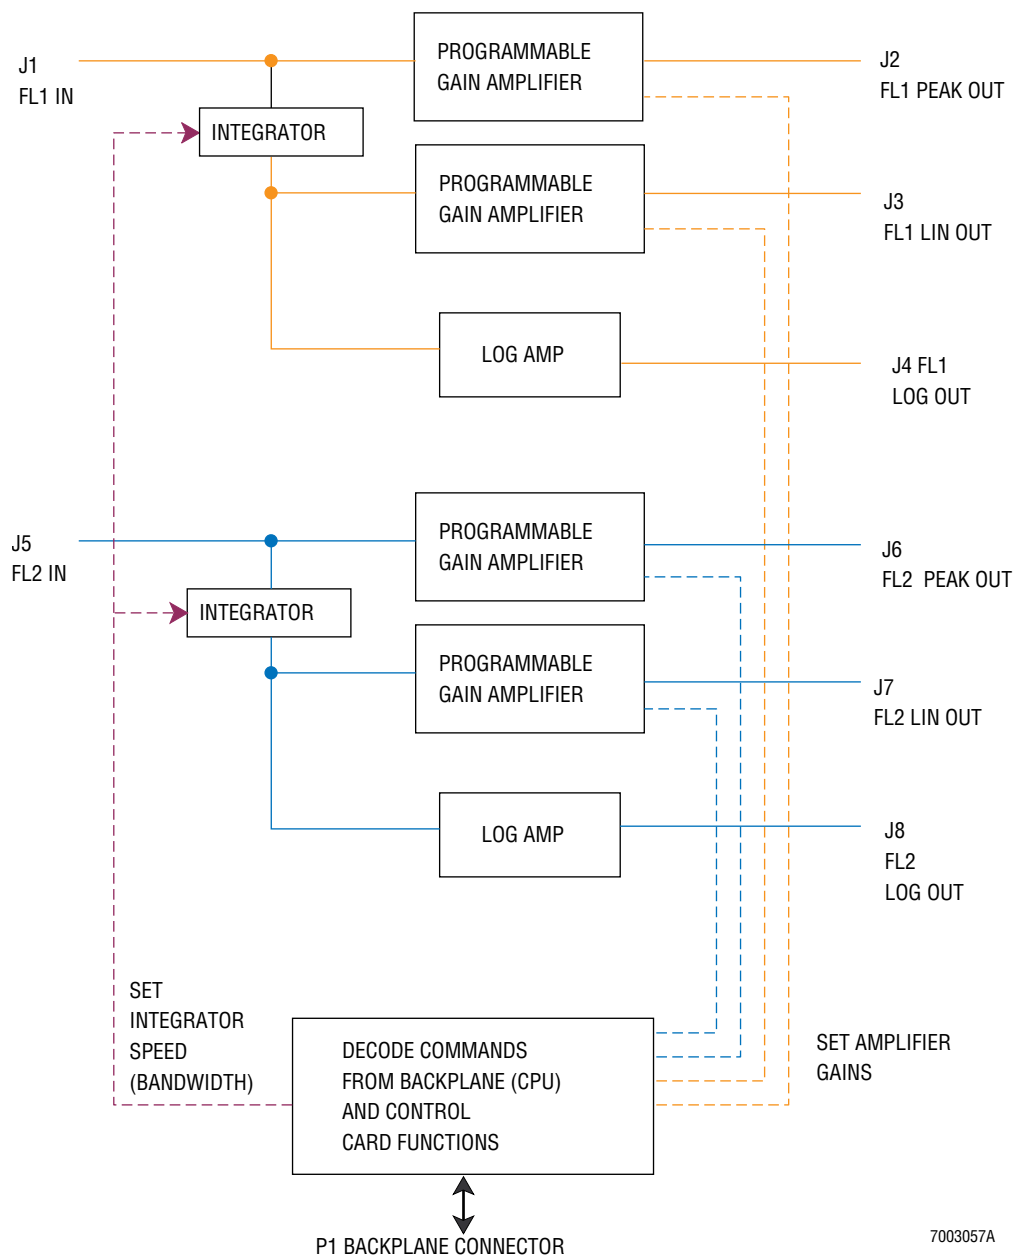 J1
FL1 IN
PROGRAMMABLE
GAIN AMPLIFIER
J2
FL1 PEAK OUT
INTEGRATOR
PROGRAMMABLE
GAIN AMPLIFIER
J3
FL1 LIN OUT
LOG AMP
J4 FL1
LOG OUT
J5
FL2 IN
PROGRAMMABLE
GAIN AMPLIFIER
J6
FL2 PEAK OUT
INTEGRATOR
PROGRAMMABLE
GAIN AMPLIFIER
J7
FL2 LIN OUT
LOG AMP
J8
FL2
LOG OUT
SET
INTEGRATOR
SPEED
(BANDWIDTH)
DECODE COMMANDS
FROM BACKPLANE (CPU)
AND CONTROL
CARD FUNCTIONS
SET AMPLIFIER
GAINS
P1 BACKPLANE CONNECTOR
7003057A